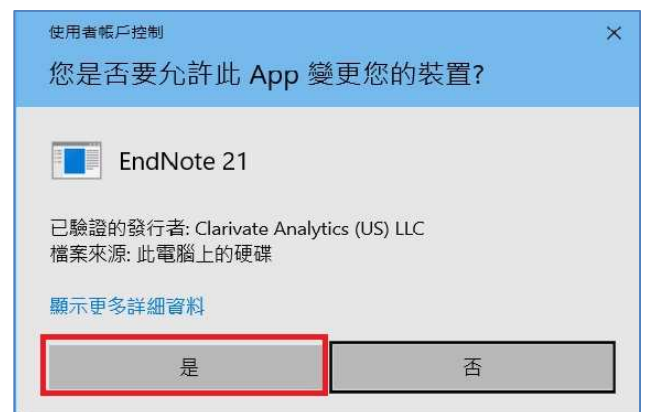 使用者帳戶控制
您是否要允許此 App 變更您的裝置?
EndNote 21
已驗證的發行者: Clarivate Analytics (US) LLC
檔案來源: 此電腦上的硬碟
顯示更多詳細資料
是
否